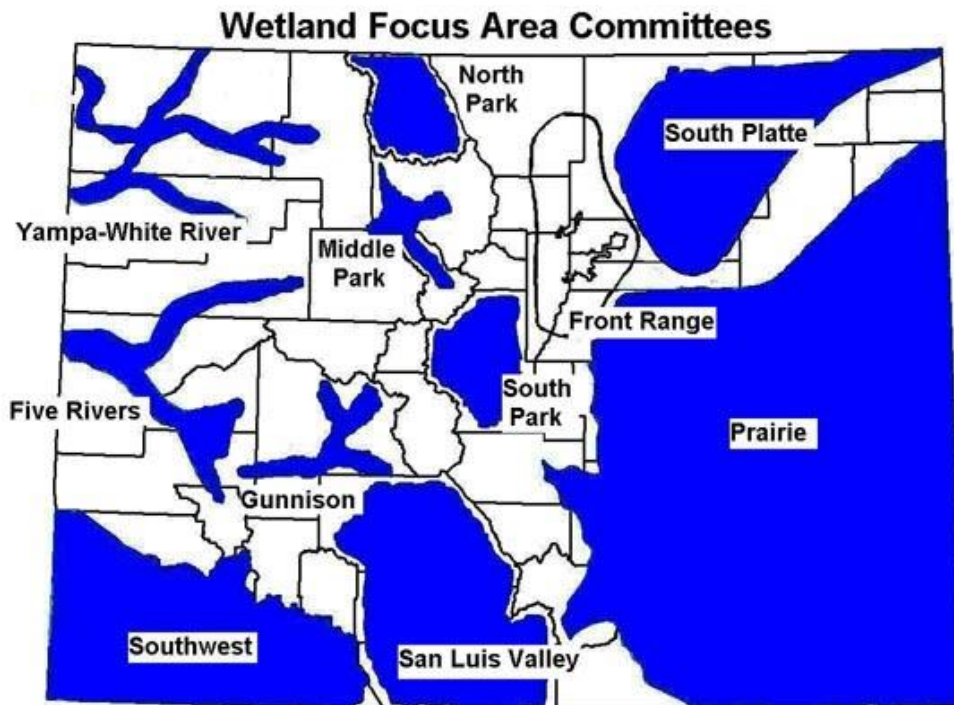 Wetland Focus Area Committees
North
Park
South Platte
Yampa-White River
Middle
Park
Front Range
Five Rivers
South
Park
Prairie
Gunnison
Southwest
San Luis Valley